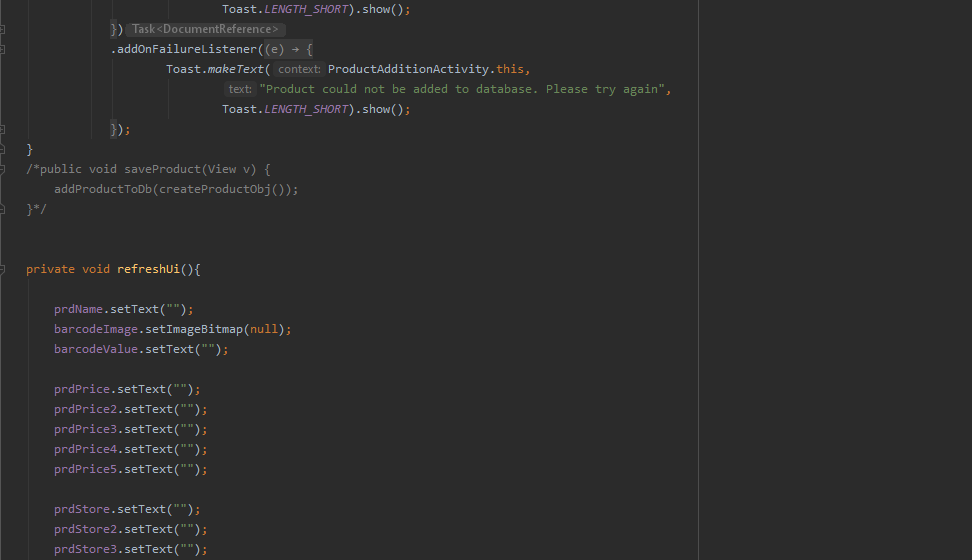 Toast.LENGTH_SHORT).show();
}) Task<DocumentReference>
.addOnFailureListener((e) → {
Toast.makeText( context: ProductAdditionActivity.this,
text: "Product could not be added to database. Please try again",
Toast.LENGTH_SHORT).show();
});
}
/*public void saveProduct(View v) {
addProductToDb(createProductObj());
}*/
private void refreshUi(){
prdName.setText("");
barcodeImage.setImageBitmap(null);
barcodeValue.setText("");
prdPrice.setText("");
prdPrice2.setText("");
prdPrice3.setText("");
prdPrice4.setText("");
prdPrice5.setText("");
prdStore.setText("");
prdStore2.setText("");
prdStore3.setText("");